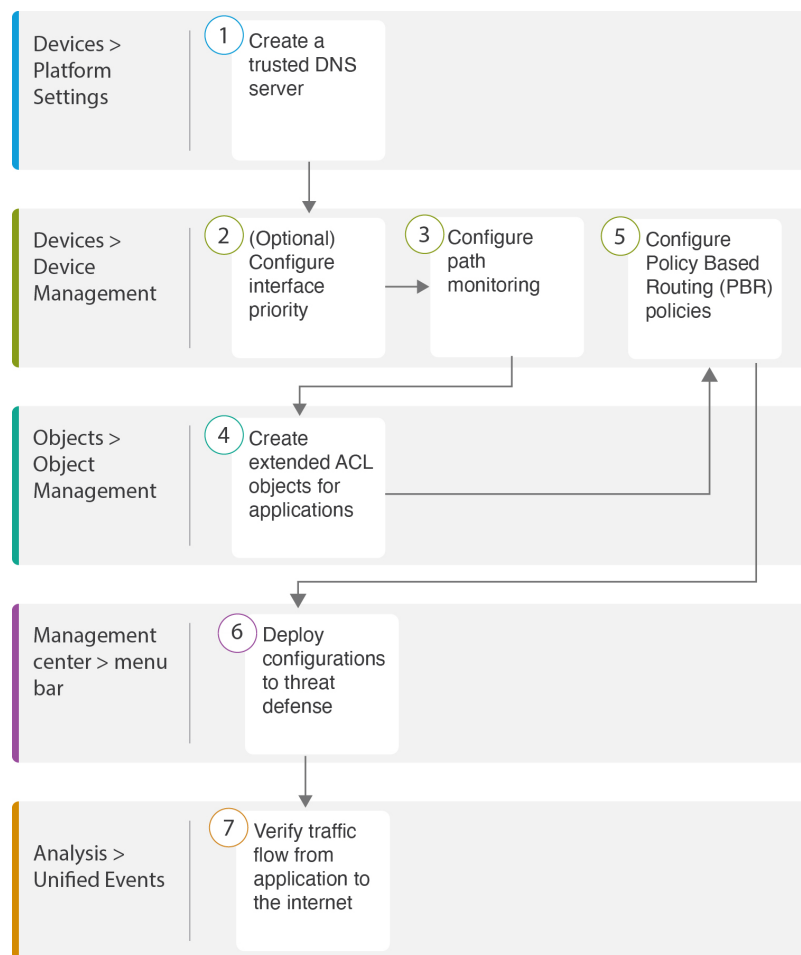 Devices >
Platform
Settings
1
Create a
trusted DNS
server
Devices >
Device
Management
2
(Optional)
Configure
interface
priority
3
Configure
path
monitoring
5
Configure
Policy Based
Routing (PBR)
policies
Objects >
Object
Management
4
Create
extended ACL
objects for
applications
Management
center > menu
bar
6
Deploy
configurations
to threat
defense
Analysis >
Unified Events
7
Verify traffic
flow from
application to
the internet